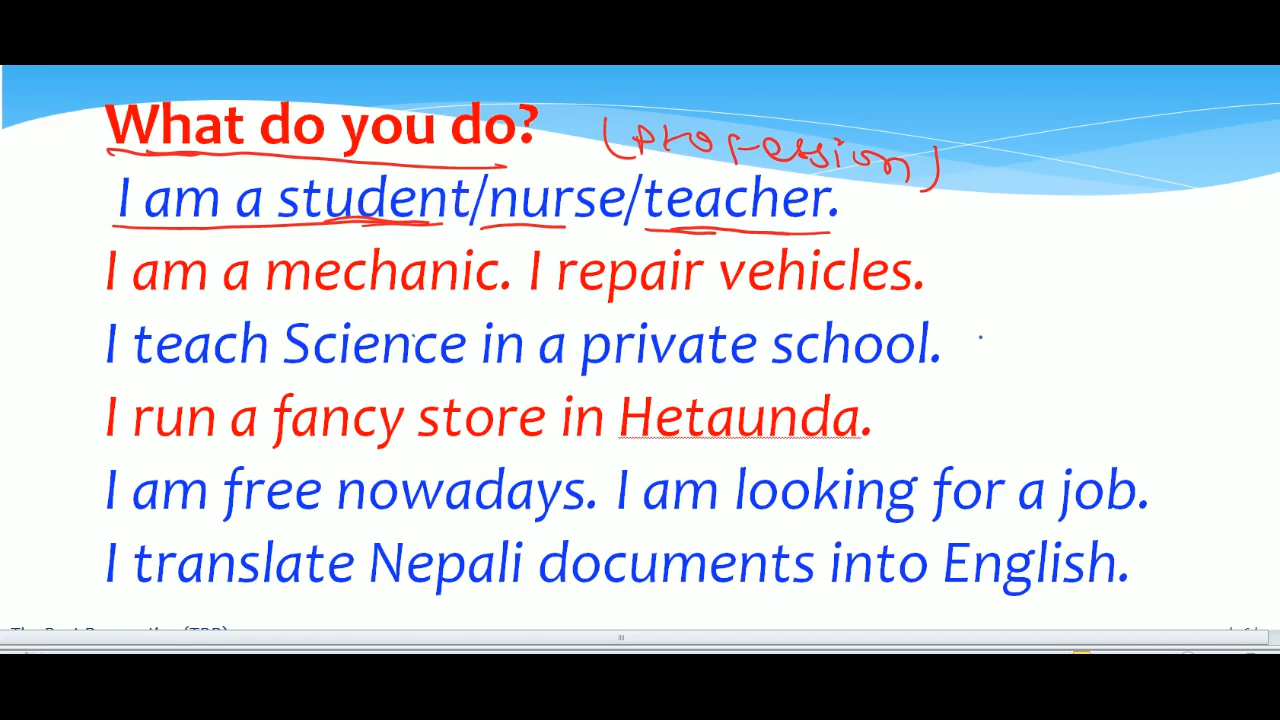 What do you do? (profession)
I am a student/nurse/teacher.
I am a mechanic. I repair vehicles.
I teach Science in a private school.
I run a fancy store in Hetaunda.
I am free nowadays. I am looking for a job.
I translate Nepali documents into English.